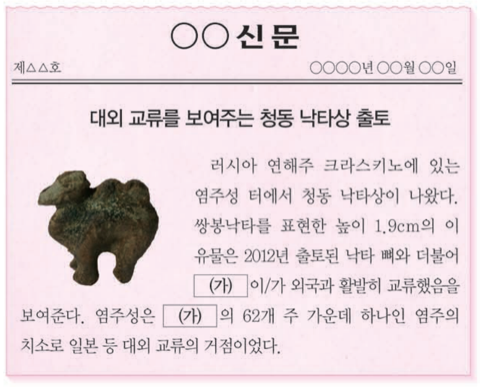 ○○신문
제△△호 ○○○○년 ○○월 ○○일
대외 교류를 보여주는 청동 낙타상 출토
러시아 연해주 크라스키노에 있는
염주성 터에서 청동 낙타상이 나왔다.
쌍봉낙타를 표현한 높이 1.9cm의 이
유물은 2012년 출토된 낙타 뼈와 더불어
(가) 이/가 외국과 활발히 교류했음을
보여준다. 염주성은 (가) 의 62개 주 가운데 하나인 염주의
치소로 일본 등 대외 교류의 거점이었다.